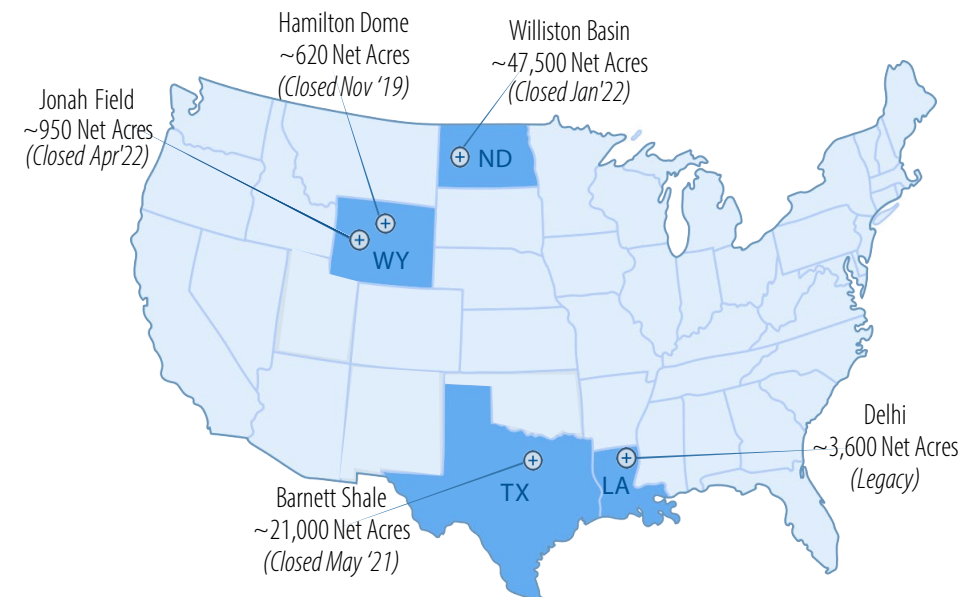 Hamilton Dome
~620 Net Acres
(Closed Nov ‘19)
Williston Basin
~47,500 Net Acres
(Closed Jan'22)
Jonah Field
~950 Net Acres
(Closed Apr'22)
ND
WY
Delhi
~3,600 Net Acres
(Legacy)
TX
LA
Barnett Shale
~21,000 Net Acres
(Closed May ‘21)